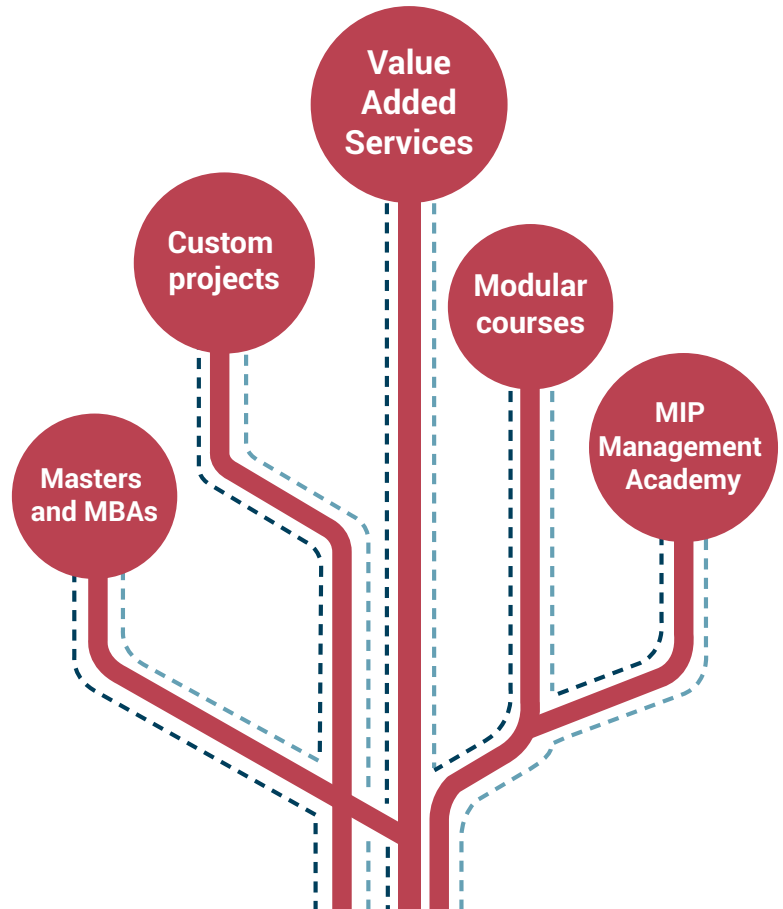 Value
Added
Services
Custom
projects
Modular
courses
MIP
Management
Academy
Masters
and MBAs